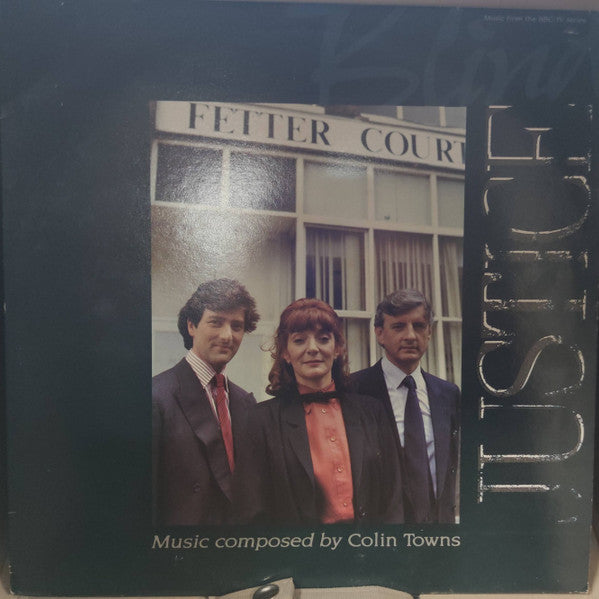 Music from the BBC TV series
Blind
JUSTICE
FETTER COURT
Music composed by Colin Towns